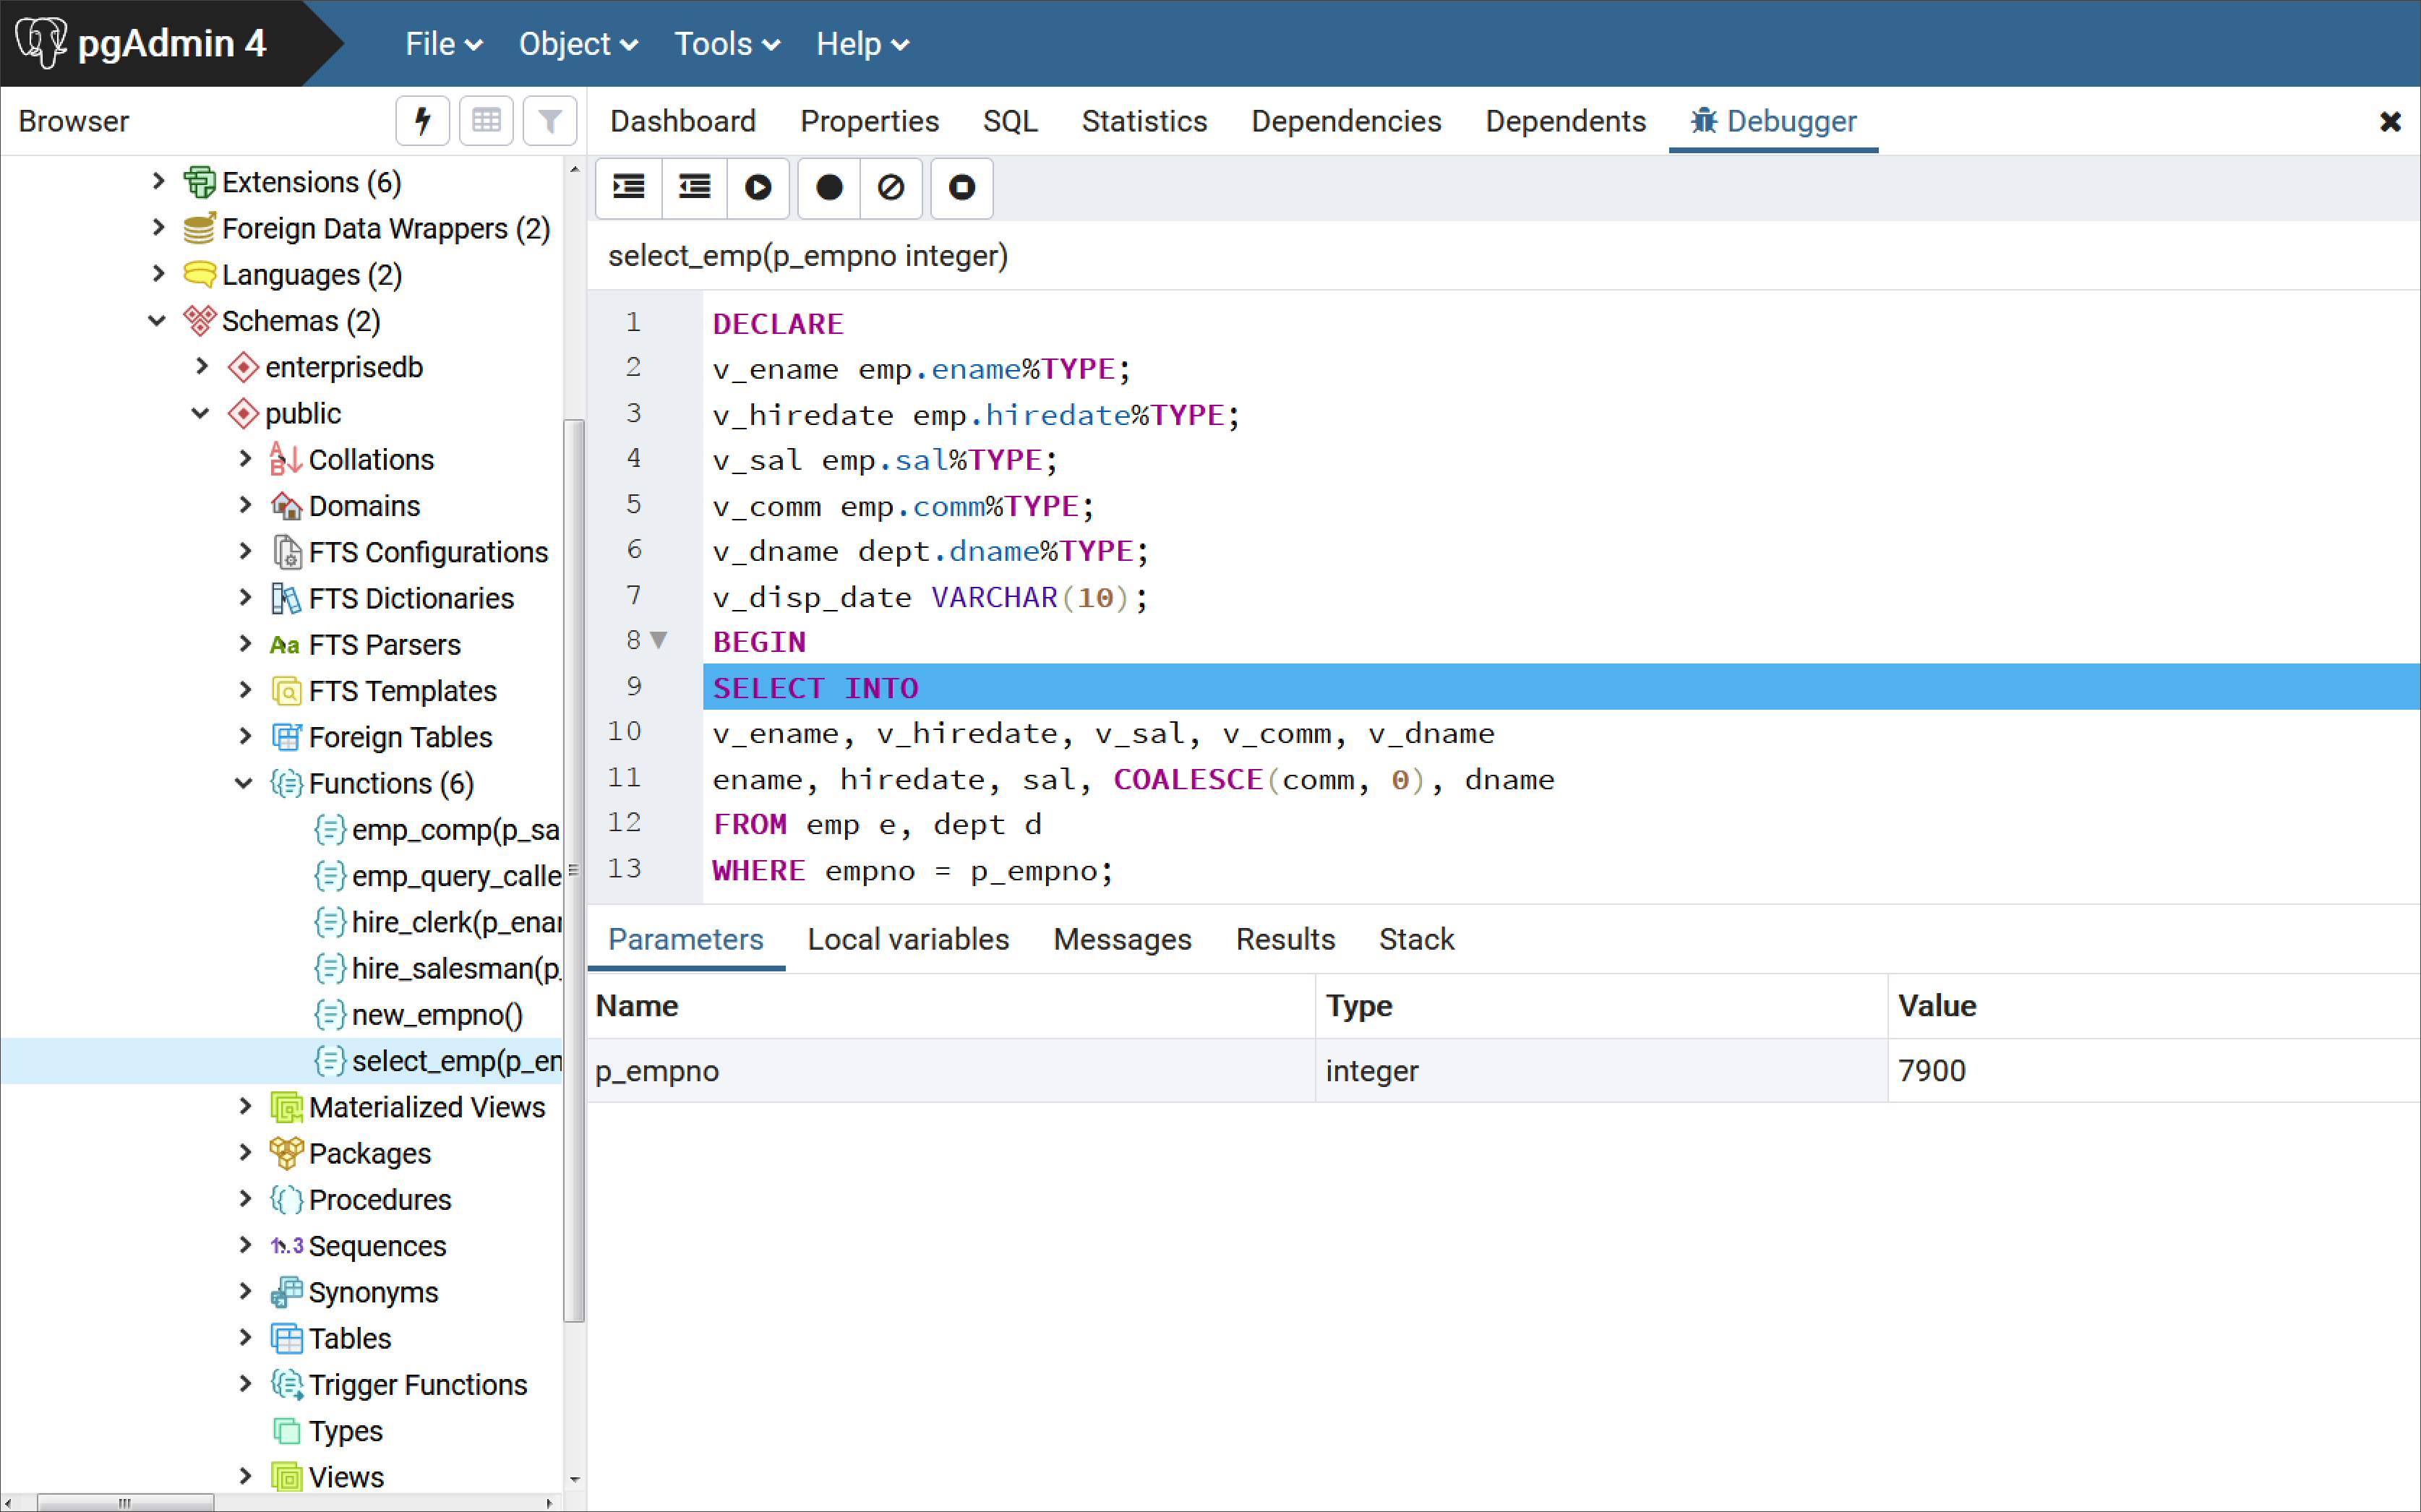 pgAdmin 4
File Object Tools Help
Browser
Dashboard Properties SQL Statistics Dependencies Dependents Debugger
Extensions (6)
Foreign Data Wrappers (2)
Languages (2)
Schemas (2)
enterprisedb
public
Collations
Domains
FTS Configurations
FTS Dictionaries
Aa FTS Parsers
FTS Templates
Foreign Tables
Functions (6)
emp_comp(p_sa
emp_query_calle
hire_clerk(p_enar
hire_salesman(p_
new_empno()
select_emp(p_en
Materialized Views
Packages
Procedures
1..3 Sequences
Synonyms
Tables
Trigger Functions
Types
Views
select_emp(p_empno integer)
1 DECLARE
2 v_ename emp.ename%TYPE;
3 v_hiredate emp.hiredate%TYPE;
4 v_sal emp.sal%TYPE;
5 v_comm emp.comm%TYPE;
6 v_dname dept.dname%TYPE;
7 v_disp_date VARCHAR(10);
8 BEGIN
9 SELECT INTO
10 v_ename, v_hiredate, v_sal, v_comm, v_dname
11 ename, hiredate, sal, COALESCE(comm, 0), dname
12 FROM emp e, dept d
13 WHERE empno = p_empno;
Parameters Local variables Messages Results Stack
Name Type Value
p_empno integer 7900